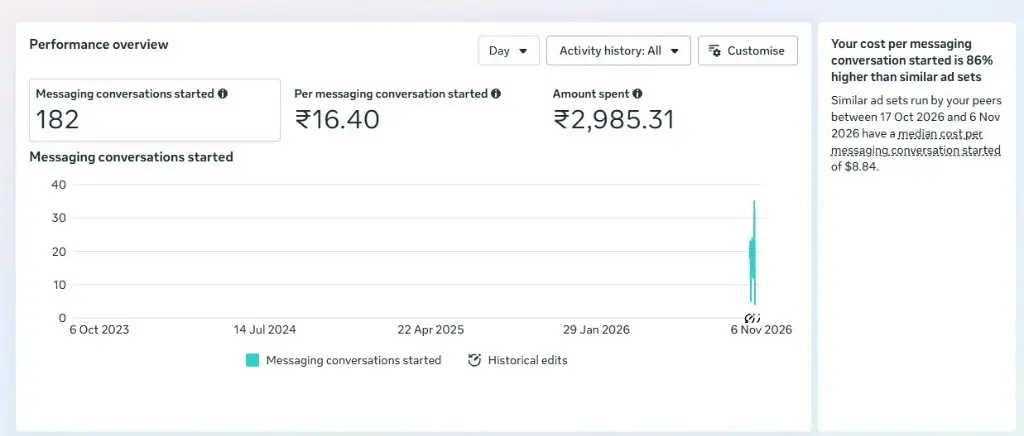 Performance overview
Day
Activity history: All
Customise
Messaging conversations started
182
Per messaging conversation started
₹16.40
Amount spent
₹2,985.31
Messaging conversations started
40
30
20
10
0
6 Oct 2023
14 Jul 2024
22 Apr 2025
29 Jan 2026
6 Nov 2026
Messaging conversations started
Historical edits
Your cost per messaging
conversation started is 86%
higher than similar ad sets
Similar ad sets run by your peers
between 17 Oct 2026 and 6 Nov
2026 have a median cost per
messaging conversation started
of $8.84.